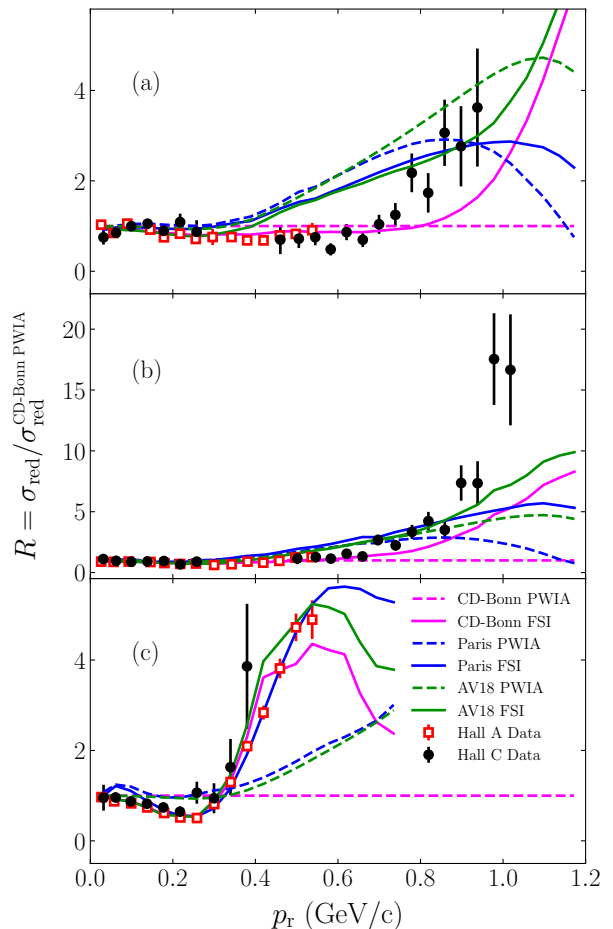 4
2
0
(a)
20
15
10
5
0
(b)
R = σred/σred^CD-Bonn PWIA
4
2
0
(c)
CD-Bonn PWIA
CD-Bonn FSI
Paris PWIA
Paris FSI
AV18 PWIA
AV18 FSI
Hall A Data
Hall C Data
0.0 0.2 0.4 0.6 0.8 1.0 1.2
pr (GeV/c)